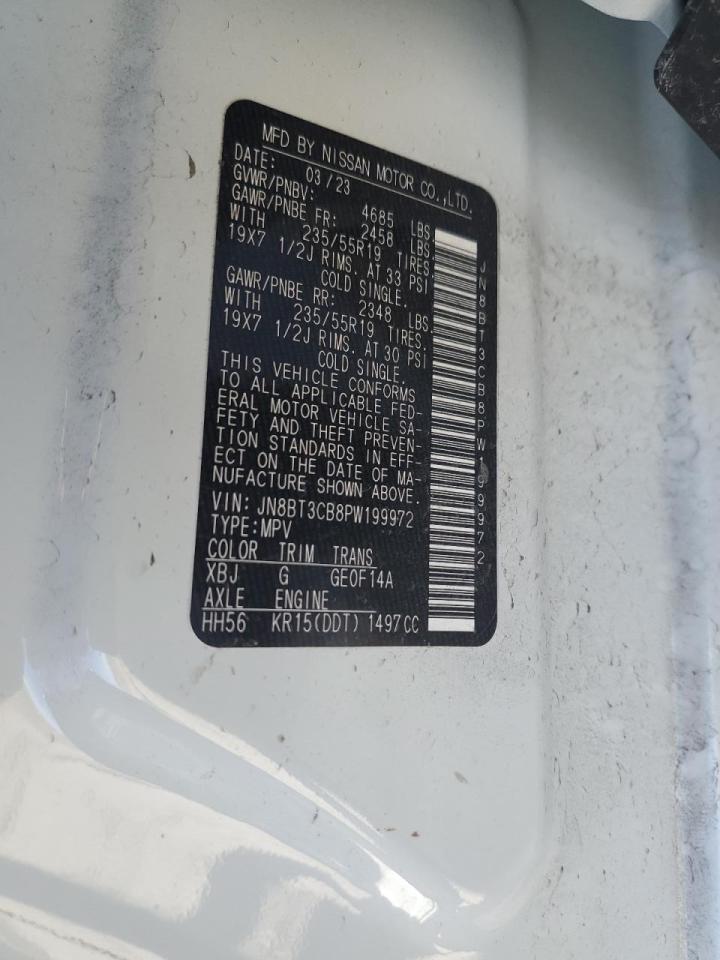 MFD BY NISSAN MOTOR CO.,LTD.
DATE: 03/23
GVWR/PNBV: 4685 LBS
GAWR/PNBE FR: 2458 LBS.
WITH 235/55R19 TIRES.
19X7 1/2J RIMS. AT 33 PSI
COLD SINGLE.
GAWR/PNBE RR: 2348 LBS.
WITH 235/55R19 TIRES.
19X7 1/2J RIMS. AT 30 PSI
COLD SINGLE.
THIS VEHICLE CONFORMS
TO ALL APPLICABLE FED-
ERAL MOTOR VEHICLE SA-
FETY AND THEFT PREVEN-
TION STANDARDS IN EFF-
ECT ON THE DATE OF MA-
NUFACTURE SHOWN ABOVE.
VIN: JN8BT3CB8PW199972
TYPE:MPV
COLOR TRIM TRANS
XBJ G GE0F14A
AXLE ENGINE
HH56 KR15(DDT) 1497CC
JN8BT3CB8PW199972